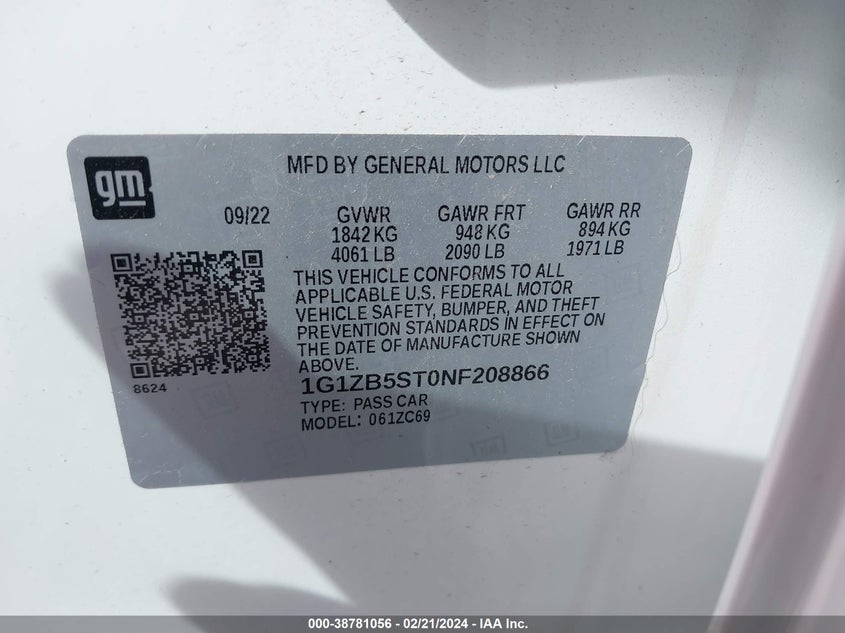 gm
MFD BY GENERAL MOTORS LLC
09/22 GVWR GAWR FRT GAWR RR
1842 KG 948 KG 894 KG
4061 LB 2090 LB 1971 LB
THIS VEHICLE CONFORMS TO ALL
APPLICABLE U.S. FEDERAL MOTOR
VEHICLE SAFETY, BUMPER, AND THEFT
PREVENTION STANDARDS IN EFFECT ON
THE DATE OF MANUFACTURE SHOWN
ABOVE.
8624
1G1ZB5ST0NF208866
TYPE: PASS CAR
MODEL: 061ZC69
000-38781056 - 02/21/2024 - IAA Inc.